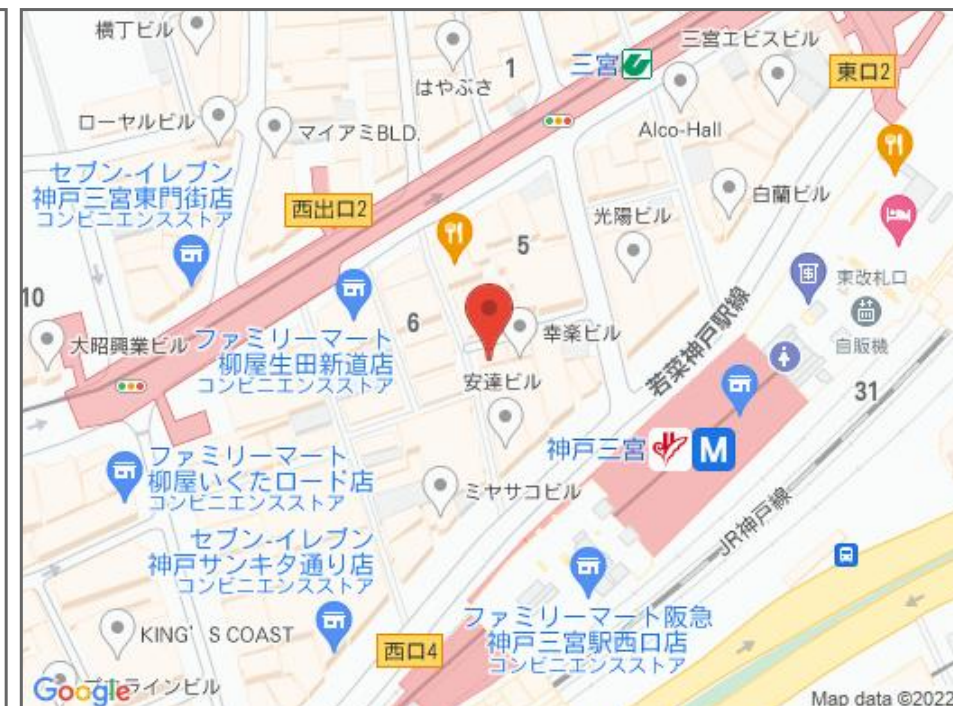 横丁ビル
はやぶさ
1
三宮
三宮エビスビル
東口2
ローヤルビル
マイアミBLD.
Alco-Hall
セブン-イレブン
神戸三宮東門街店
コンビニエンスストア
西出口2
白蘭ビル
光陽ビル
5
10
6
東改札口
自販機
大昭興業ビル
ファミリーマート
柳屋生田新道店
コンビニエンスストア
幸楽ビル
安達ビル
若菜神戸駅線
31
神戸三宮
M
ファミリーマート
柳屋いくたロード店
コンビニエンスストア
ミヤサコビル
JR神戸線
セブン-イレブン
神戸サンキタ通り店
コンビニエンスストア
ファミリーマート阪急
神戸三宮駅西口店
コンビニエンスストア
KING'S COAST
西口4
Google
ラインビル
Map data ©2022